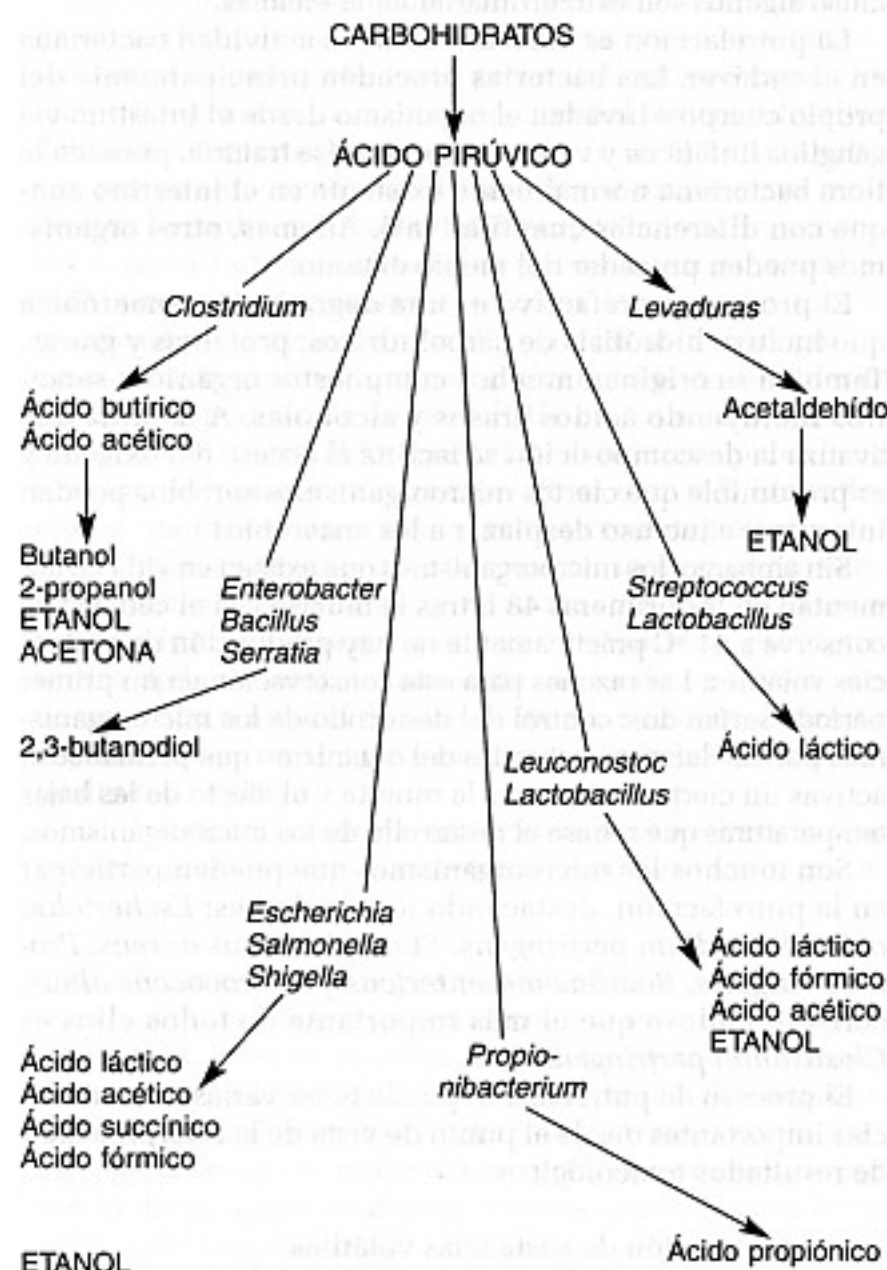 CARBOHIDRATOS
ÁCIDO PIRÚVICO
Clostridium
Levaduras
Ácido butírico
Ácido acético
Acetaldehído
Butanol
2-propanol
ETANOL
ACETONA
ETANOL
Enterobacter
Bacillus
Serratia
Streptococcus
Lactobacillus
2,3-butanodiol
Ácido láctico
Leuconostoc
Lactobacillus
Escherichia
Salmonella
Shigella
Ácido láctico
Ácido fórmico
Ácido acético
ETANOL
Ácido láctico
Ácido acético
Ácido succínico
Ácido fórmico
Propio-
nibacterium
Ácido propiónico
ETANOL